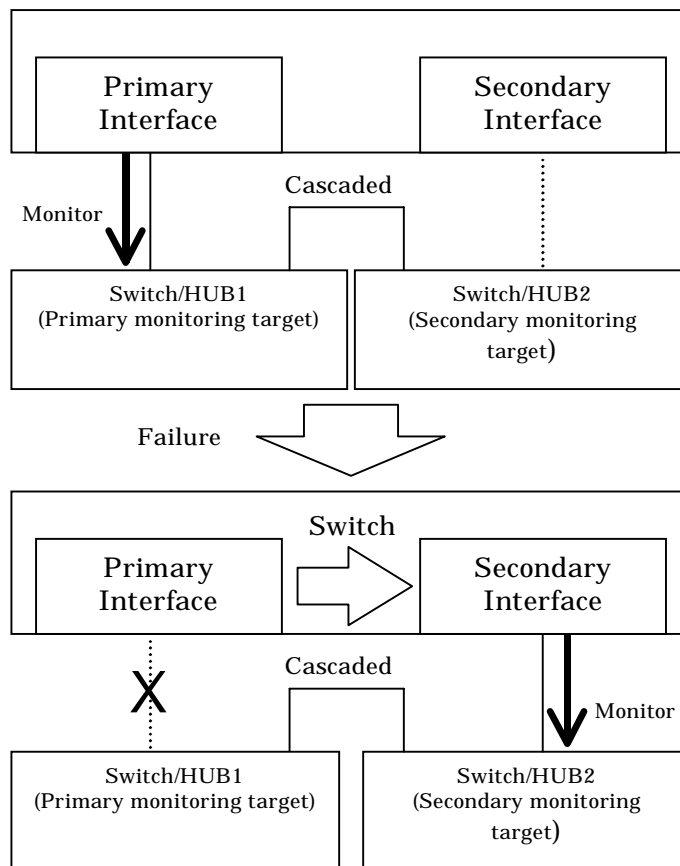 Primary
Interface
Secondary
Interface
Cascaded
Monitor
Switch/HUB1
(Primary monitoring target)
Switch/HUB2
(Secondary monitoring
target)
Failure
Switch
Primary
Interface
Secondary
Interface
Cascaded
X
Monitor
Switch/HUB1
(Primary monitoring target)
Switch/HUB2
(Secondary monitoring
target)